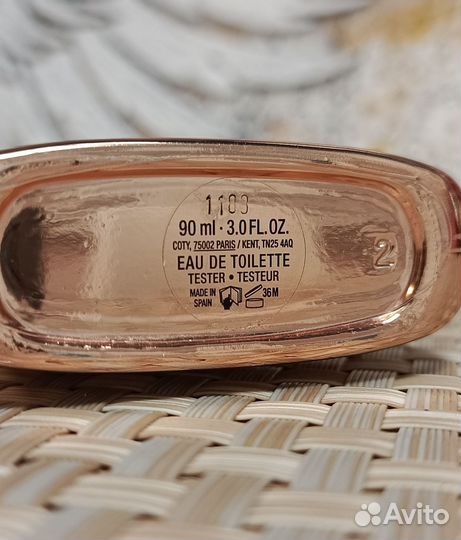 1183
90 ml · 3.0 FL.OZ.
COTY, 75002 PARIS / KENT, TN25 4AQ
EAU DE TOILETTE
TESTER · TESTEUR
MADE IN
SPAIN
36M
2
Avito